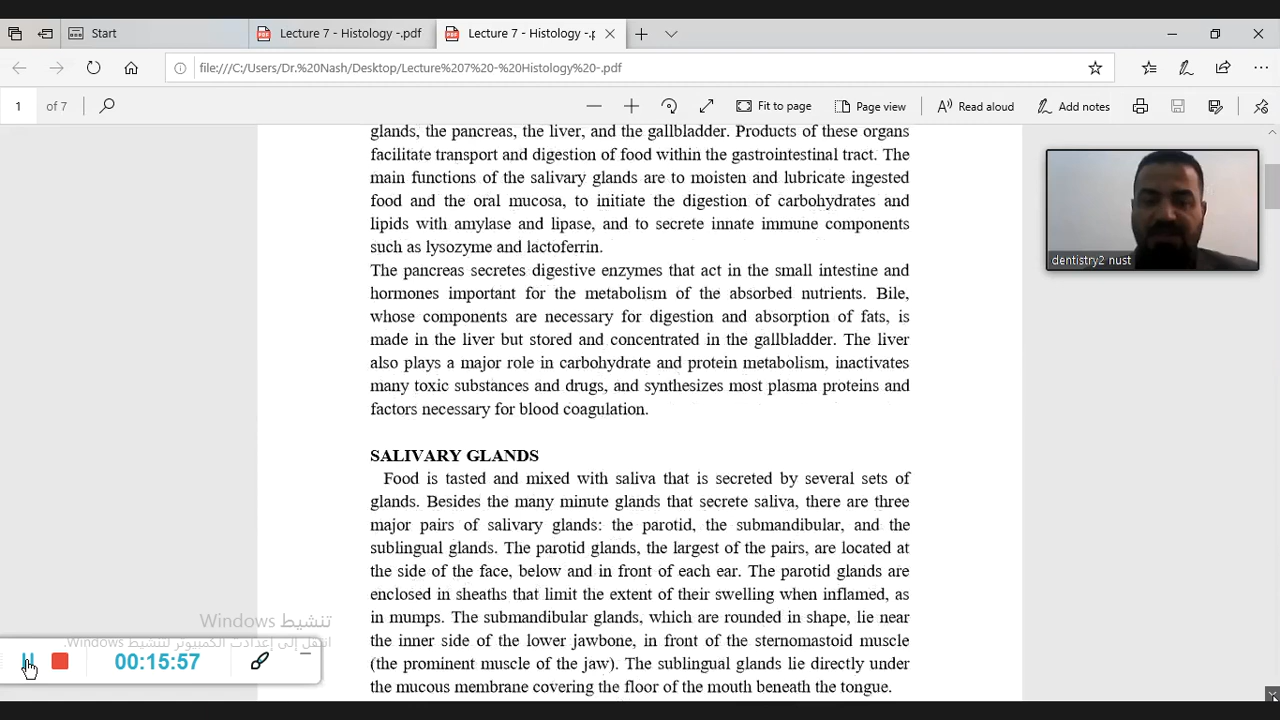 Start
Lecture 7 - Histology -.pdf
Lecture 7 - Histology -.p
file:///C:/Users/Dr.%20Nash/Desktop/Lecture%207%20-%20Histology%20-.pdf
1 of 7
Fit to page
Page view
Read aloud
Add notes
glands, the pancreas, the liver, and the gallbladder. Products of these organs
facilitate transport and digestion of food within the gastrointestinal tract. The
main functions of the salivary glands are to moisten and lubricate ingested
food and the oral mucosa, to initiate the digestion of carbohydrates and
lipids with amylase and lipase, and to secrete innate immune components
such as lysozyme and lactoferrin.
The pancreas secretes digestive enzymes that act in the small intestine and
hormones important for the metabolism of the absorbed nutrients. Bile,
whose components are necessary for digestion and absorption of fats, is
made in the liver but stored and concentrated in the gallbladder. The liver
also plays a major role in carbohydrate and protein metabolism, inactivates
many toxic substances and drugs, and synthesizes most plasma proteins and
factors necessary for blood coagulation.
SALIVARY GLANDS
Food is tasted and mixed with saliva that is secreted by several sets of
glands. Besides the many minute glands that secrete saliva, there are three
major pairs of salivary glands: the parotid, the submandibular, and the
sublingual glands. The parotid glands, the largest of the pairs, are located at
the side of the face, below and in front of each ear. The parotid glands are
enclosed in sheaths that limit the extent of their swelling when inflamed, as
in mumps. The submandibular glands, which are rounded in shape, lie near
the inner side of the lower jawbone, in front of the sternomastoid muscle
(the prominent muscle of the jaw). The sublingual glands lie directly under
the mucous membrane covering the floor of the mouth beneath the tongue.
dentistry2 nust
تنشيط Windows
انتقل إلى إعدادات الكمبيوتر لتنشيط Windows.
00:15:57